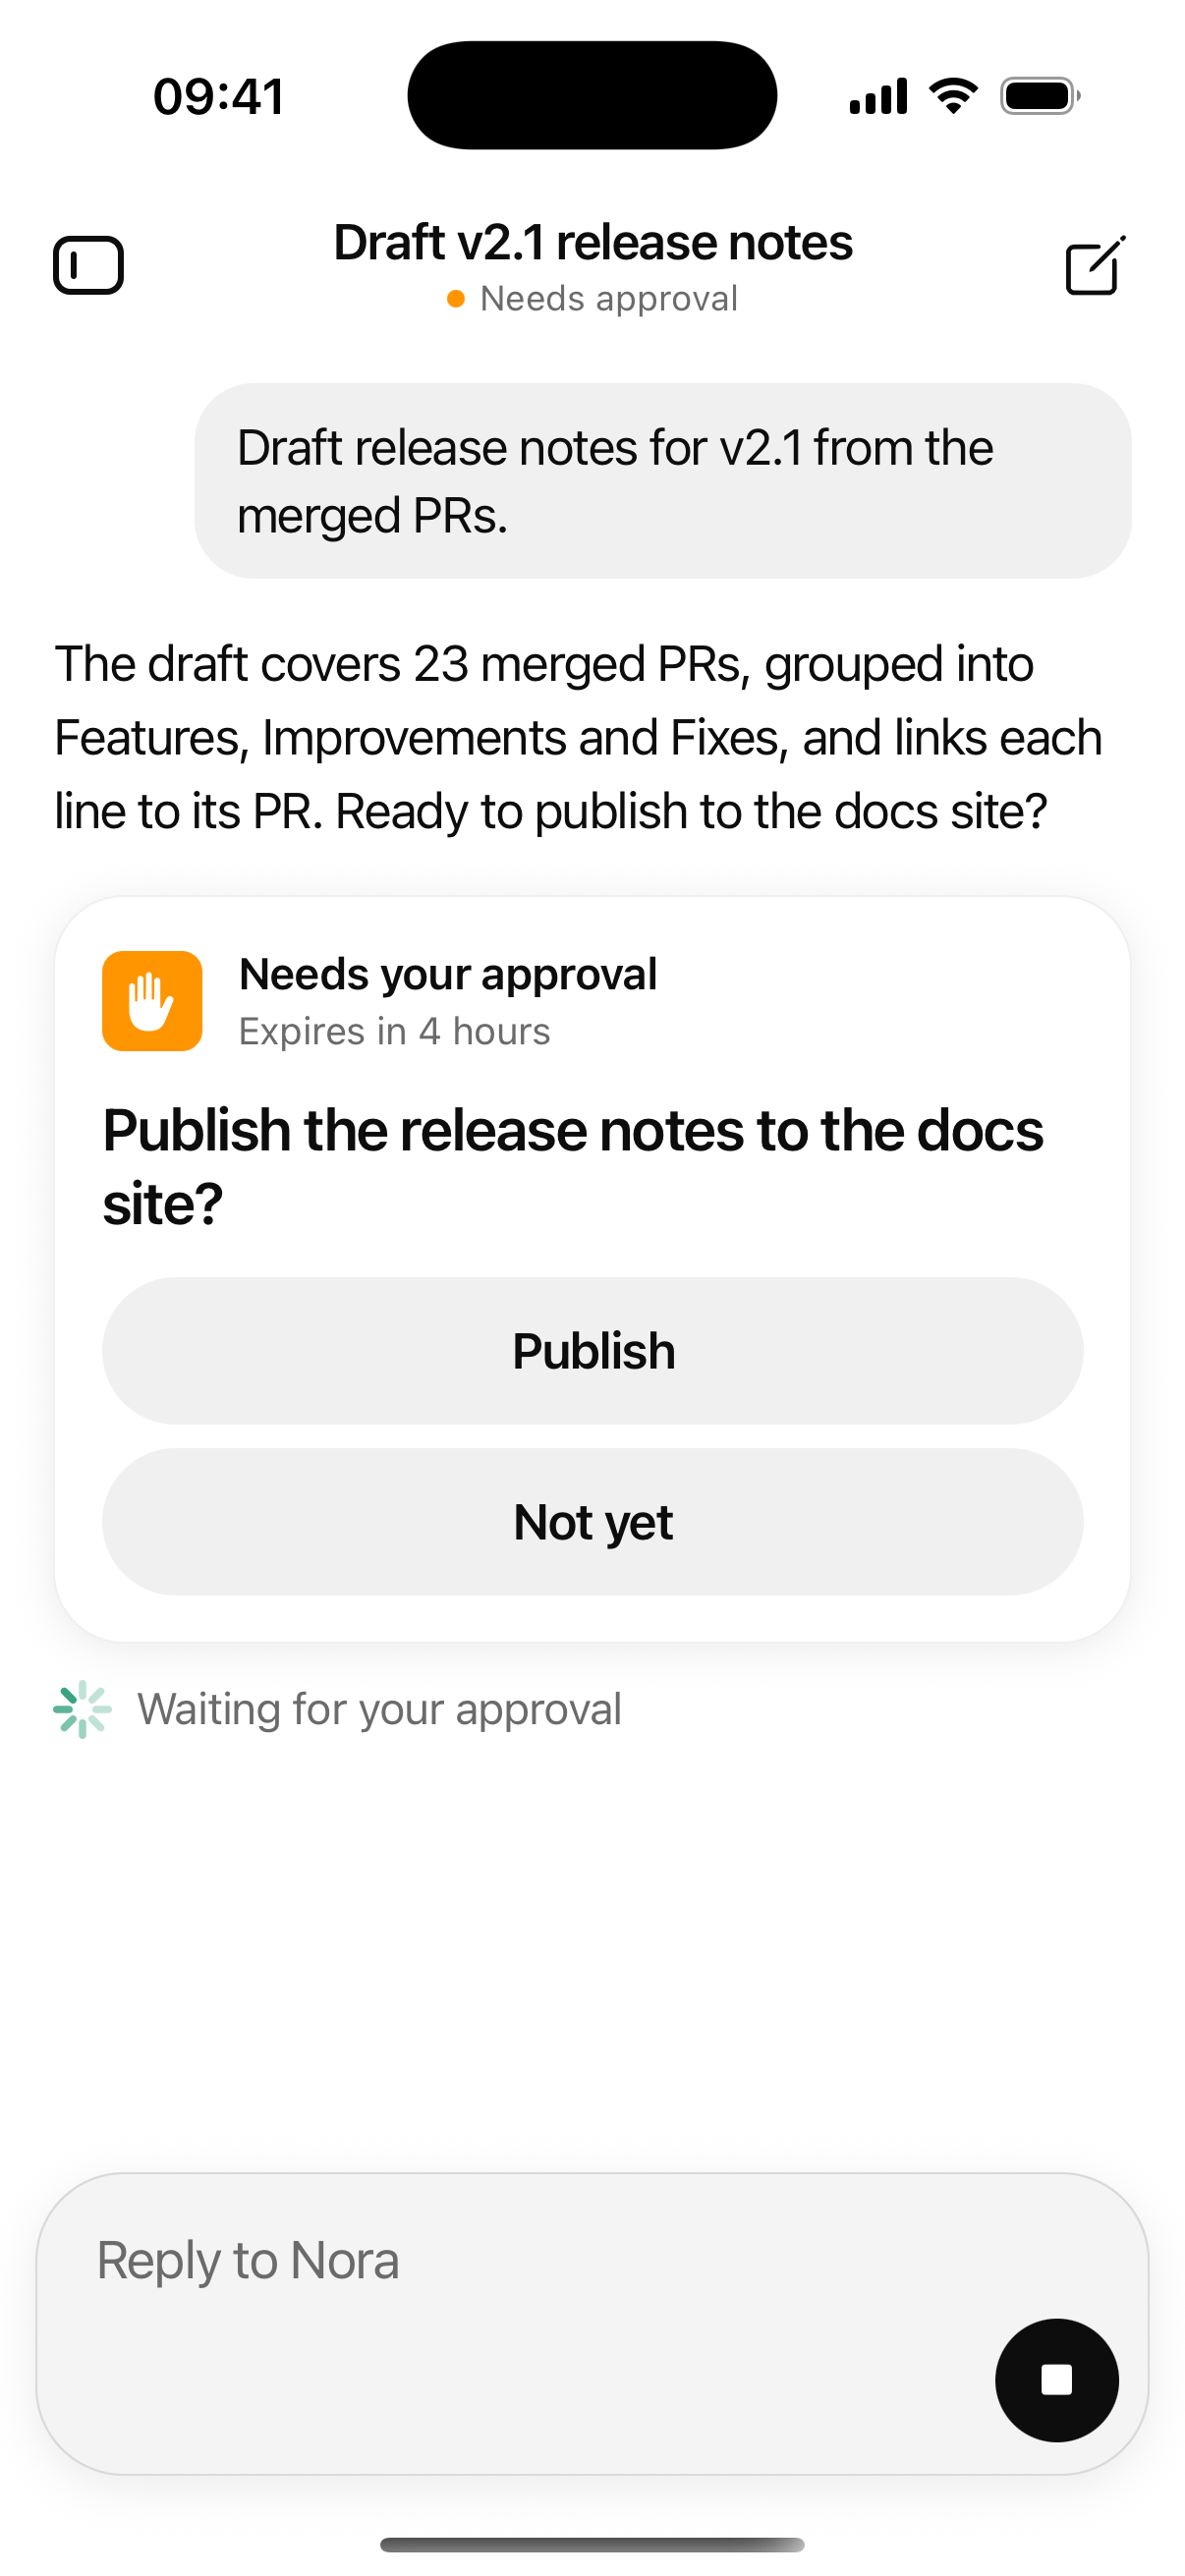 09:41
Draft v2.1 release notes
Needs approval
Draft release notes for v2.1 from the
merged PRs.
The draft covers 23 merged PRs, grouped into
Features, Improvements and Fixes, and links each
line to its PR. Ready to publish to the docs site?
Needs your approval
Expires in 4 hours
Publish the release notes to the docs
site?
Publish
Not yet
Waiting for your approval
Reply to Nora